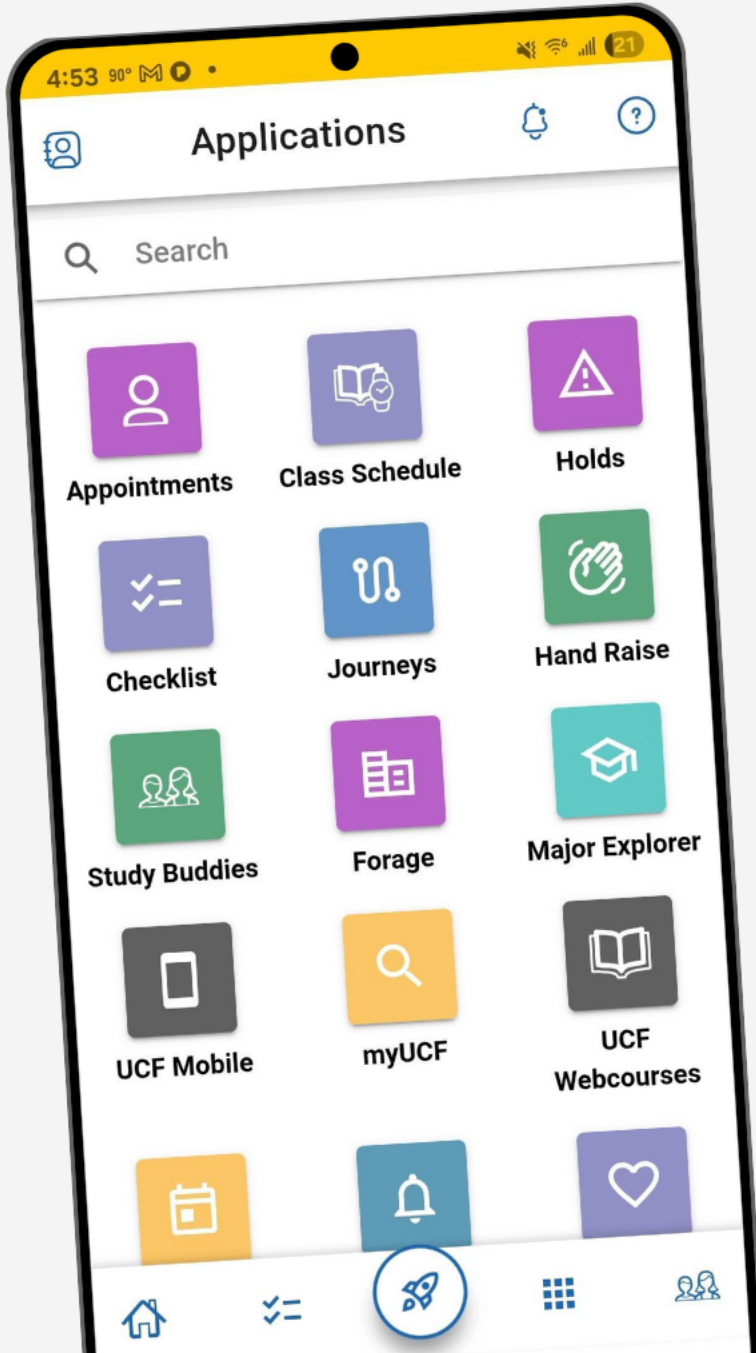 4:53 90° 21
Applications
Search
Appointments
Class Schedule
Holds
Checklist
Journeys
Hand Raise
Study Buddies
Forage
Major Explorer
UCF Mobile
myUCF
UCF
Webcourses